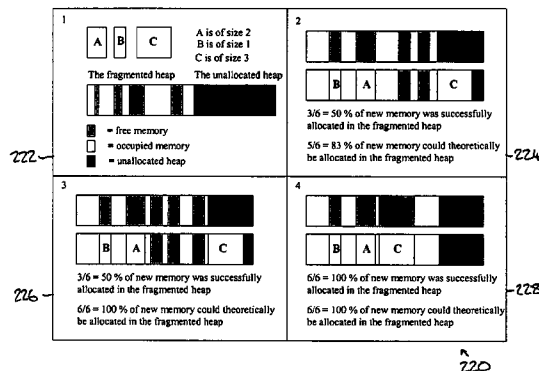 1
A B C
A is of size 2
B is of size 1
C is of size 3
The fragmented heap The unallocated heap
= free memory
= occupied memory
= unallocated heap
222
2
B A C
3/6 = 50 % of new memory was successfully
allocated in the fragmented heap
5/6 = 83 % of new memory could theoretically
be allocated in the fragmented heap
224
3
B A C
3/6 = 50 % of new memory was successfully
allocated in the fragmented heap
6/6 = 100 % of new memory could theoretically
be allocated in the fragmented heap
226
4
B A C
6/6 = 100 % of new memory was successfully
allocated in the fragmented heap
6/6 = 100 % of new memory could theoretically
be allocated in the fragmented heap
228
220